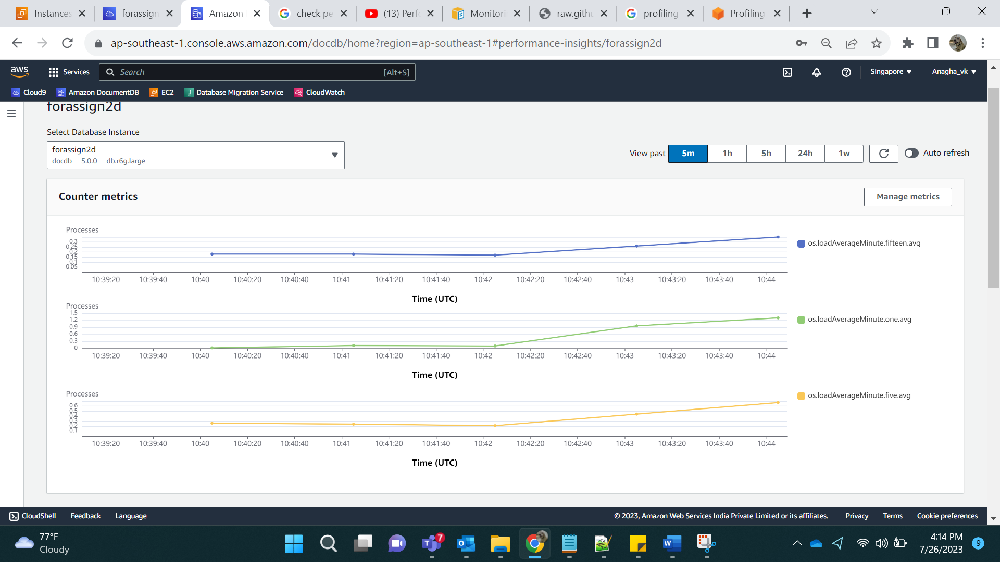 Instances
forassign
Amazon
check pe
(13) Perfo
Monitori
raw.githu
profiling
Profiling
ap-southeast-1.console.aws.amazon.com/docdb/home?region=ap-southeast-1#performance-insights/forassign2d
aws
Services
Search
[Alt+S]
Singapore
Anagha_vk
Cloud9
Amazon DocumentDB
EC2
Database Migration Service
CloudWatch
forassign2d
Select Database Instance
forassign2d
docdb 5.0.0 db.r6g.large
View past
5m
1h
5h
24h
1w
Auto refresh
Counter metrics
Manage metrics
Processes
0.3
0.25
0.2
0.15
0.1
0.05
10:39:20 10:39:40 10:40 10:40:20 10:40:40 10:41 10:41:20 10:41:40 10:42 10:42:20 10:42:40 10:43 10:43:20 10:43:40 10:44
Time (UTC)
os.loadAverageMinute.fifteen.avg
Processes
1.5
1.2
0.9
0.6
0.3
0
10:39:20 10:39:40 10:40 10:40:20 10:40:40 10:41 10:41:20 10:41:40 10:42 10:42:20 10:42:40 10:43 10:43:20 10:43:40 10:44
Time (UTC)
os.loadAverageMinute.one.avg
Processes
0.6
0.5
0.4
0.3
0.2
0.1
10:39:20 10:39:40 10:40 10:40:20 10:40:40 10:41 10:41:20 10:41:40 10:42 10:42:20 10:42:40 10:43 10:43:20 10:43:40 10:44
Time (UTC)
os.loadAverageMinute.five.avg
CloudShell
Feedback
Language
© 2023, Amazon Web Services India Private Limited or its affiliates.
Privacy
Terms
Cookie preferences
77°F
Cloudy
7
4:14 PM
7/26/2023
9